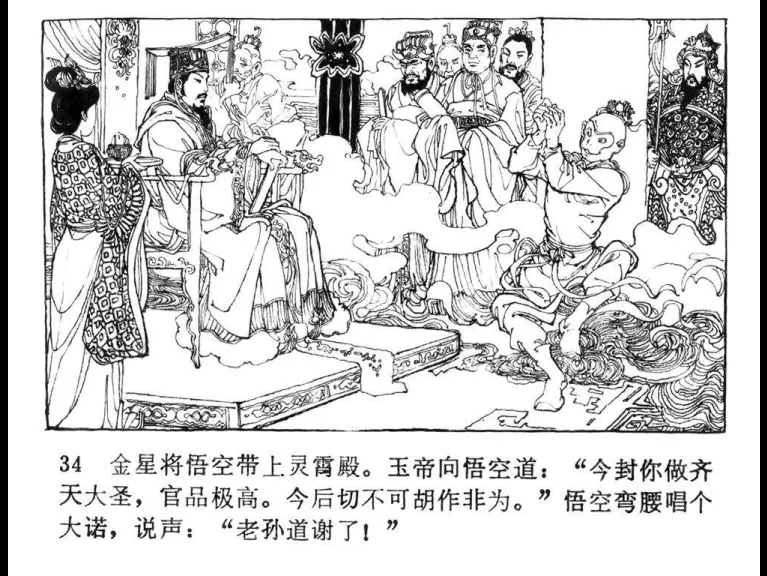 34 金星将悟空带上灵霄殿。玉帝向悟空道：“今封你做齐
天大圣，官品极高。今后切不可胡作非为。”悟空弯腰唱个
大诺，说声：“老孙道谢了！”